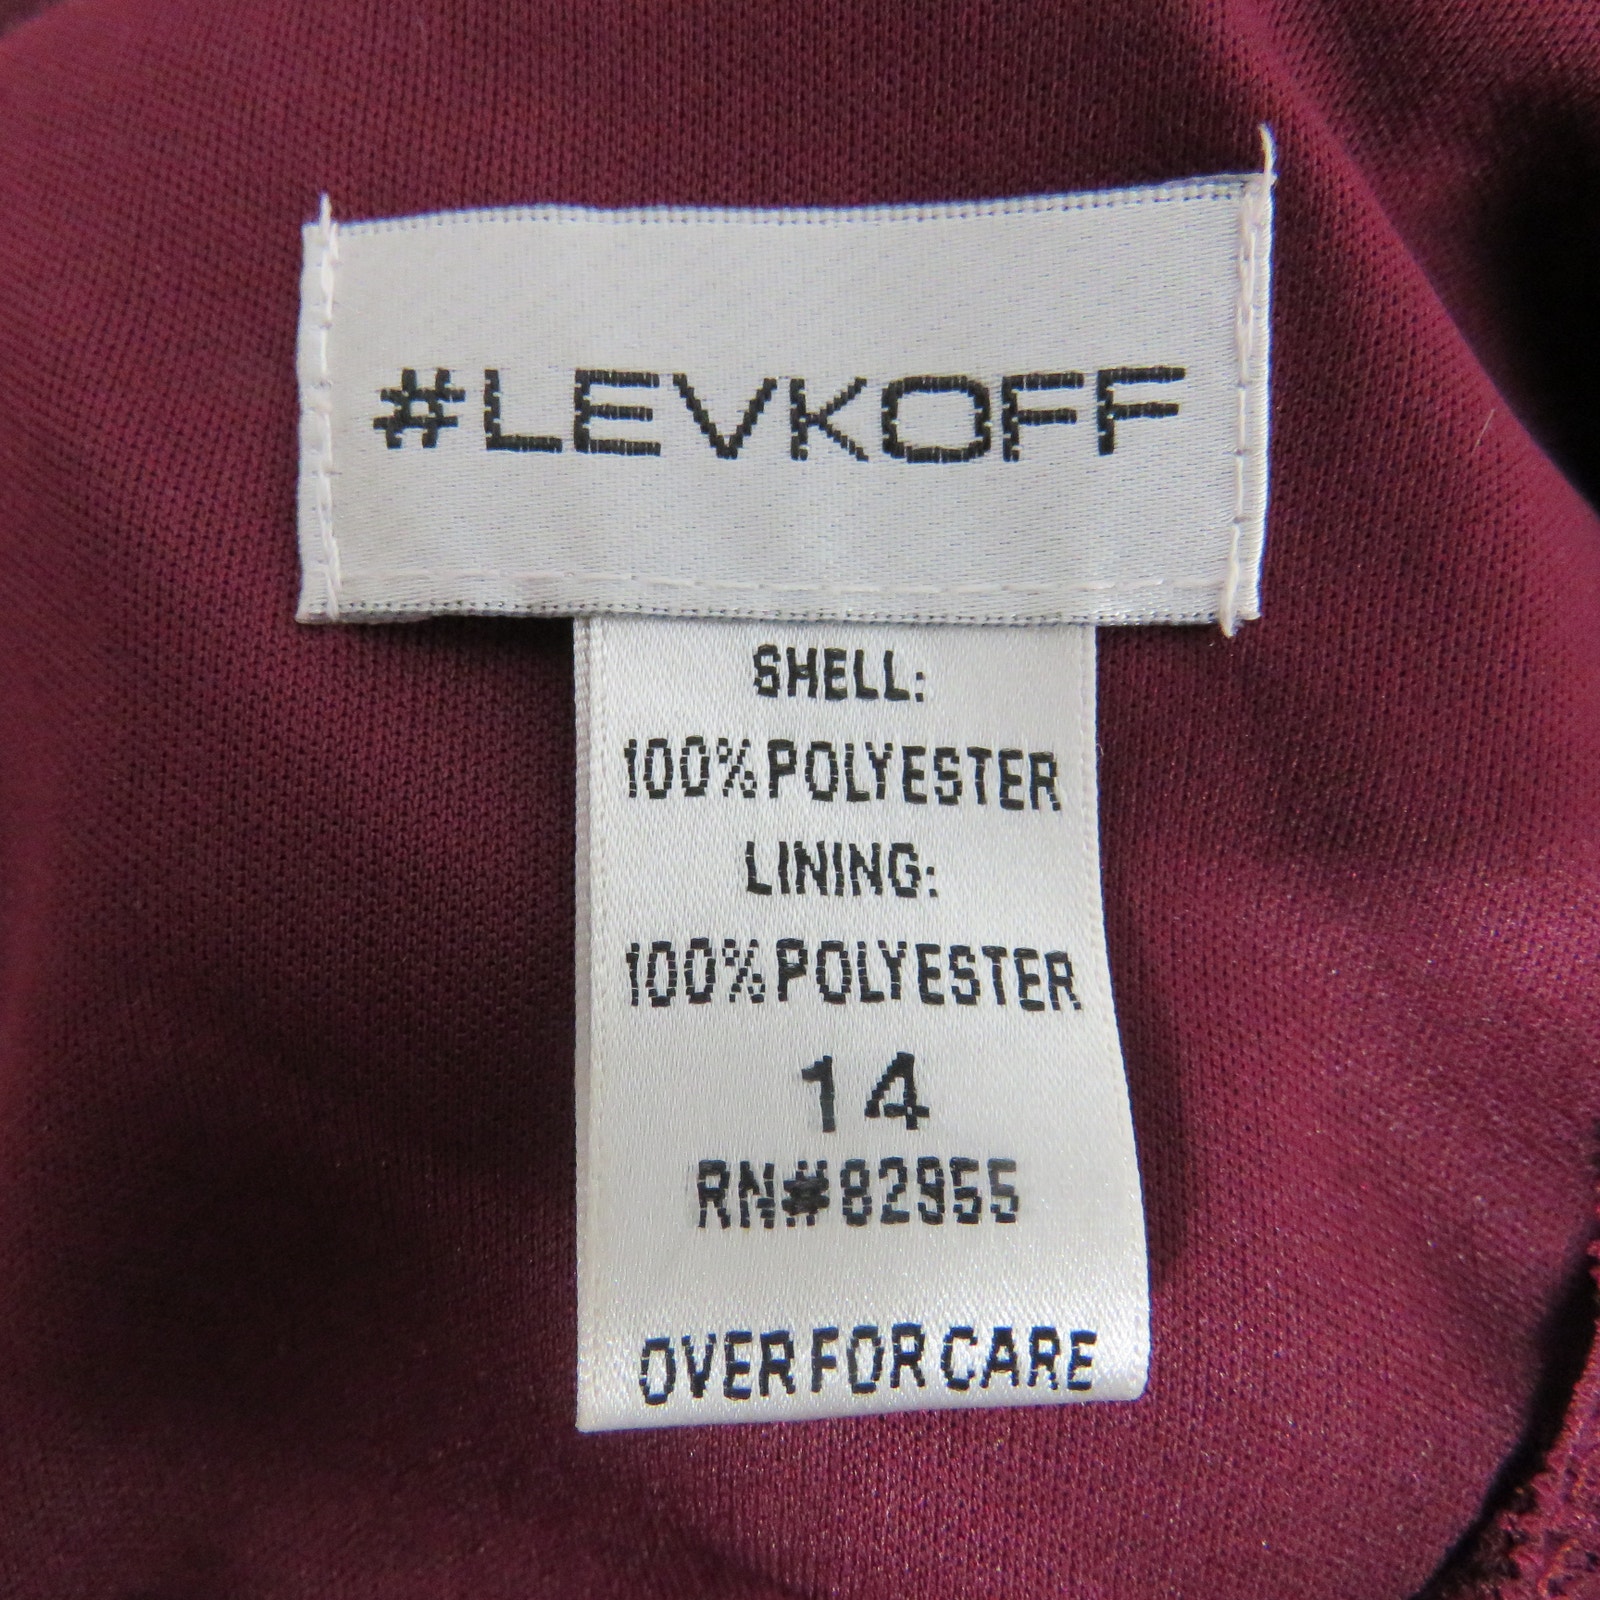 #LEVKOFF
SHELL:
100% POLYESTER
LINING:
100% POLYESTER
14
RN#82955
OVER FOR CARE